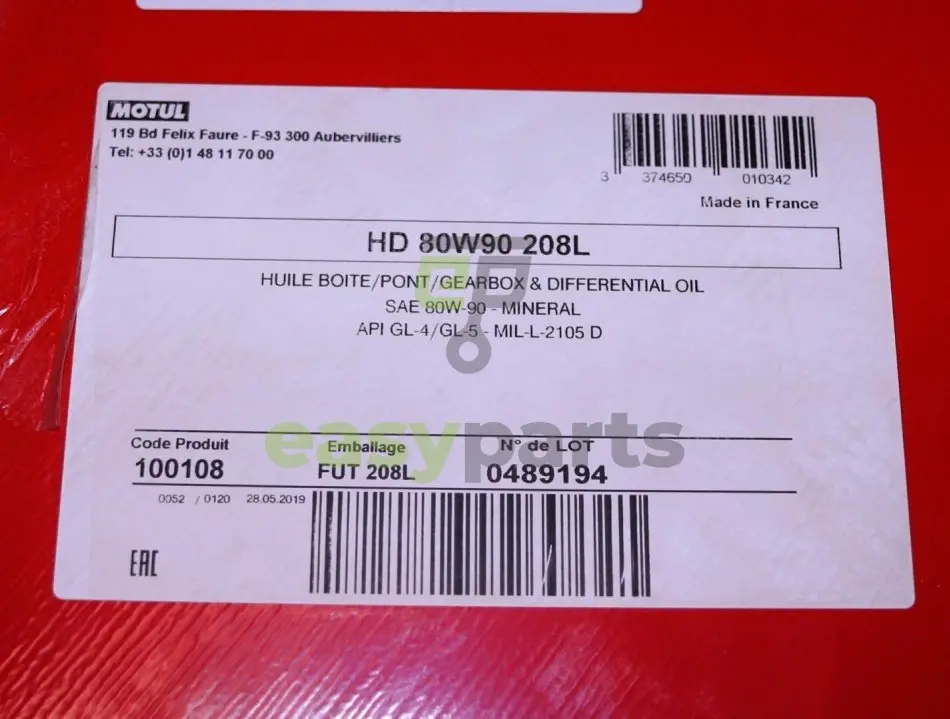 MOTUL
119 Bd Felix Faure - F-93 300 Aubervilliers
Tel: +33 (0)1 48 11 70 00
3 374650 010342
Made in France
HD 80W90 208L
HUILE BOITE/PONT/GEARBOX & DIFFERENTIAL OIL
SAE 80W-90 - MINERAL
API GL-4/GL-5 - MIL-L-2105 D
easyparts
Code Produit Emballage N° de LOT
100108 FUT 208L 0489194
0052 / 0120 28.05.2019
EAC